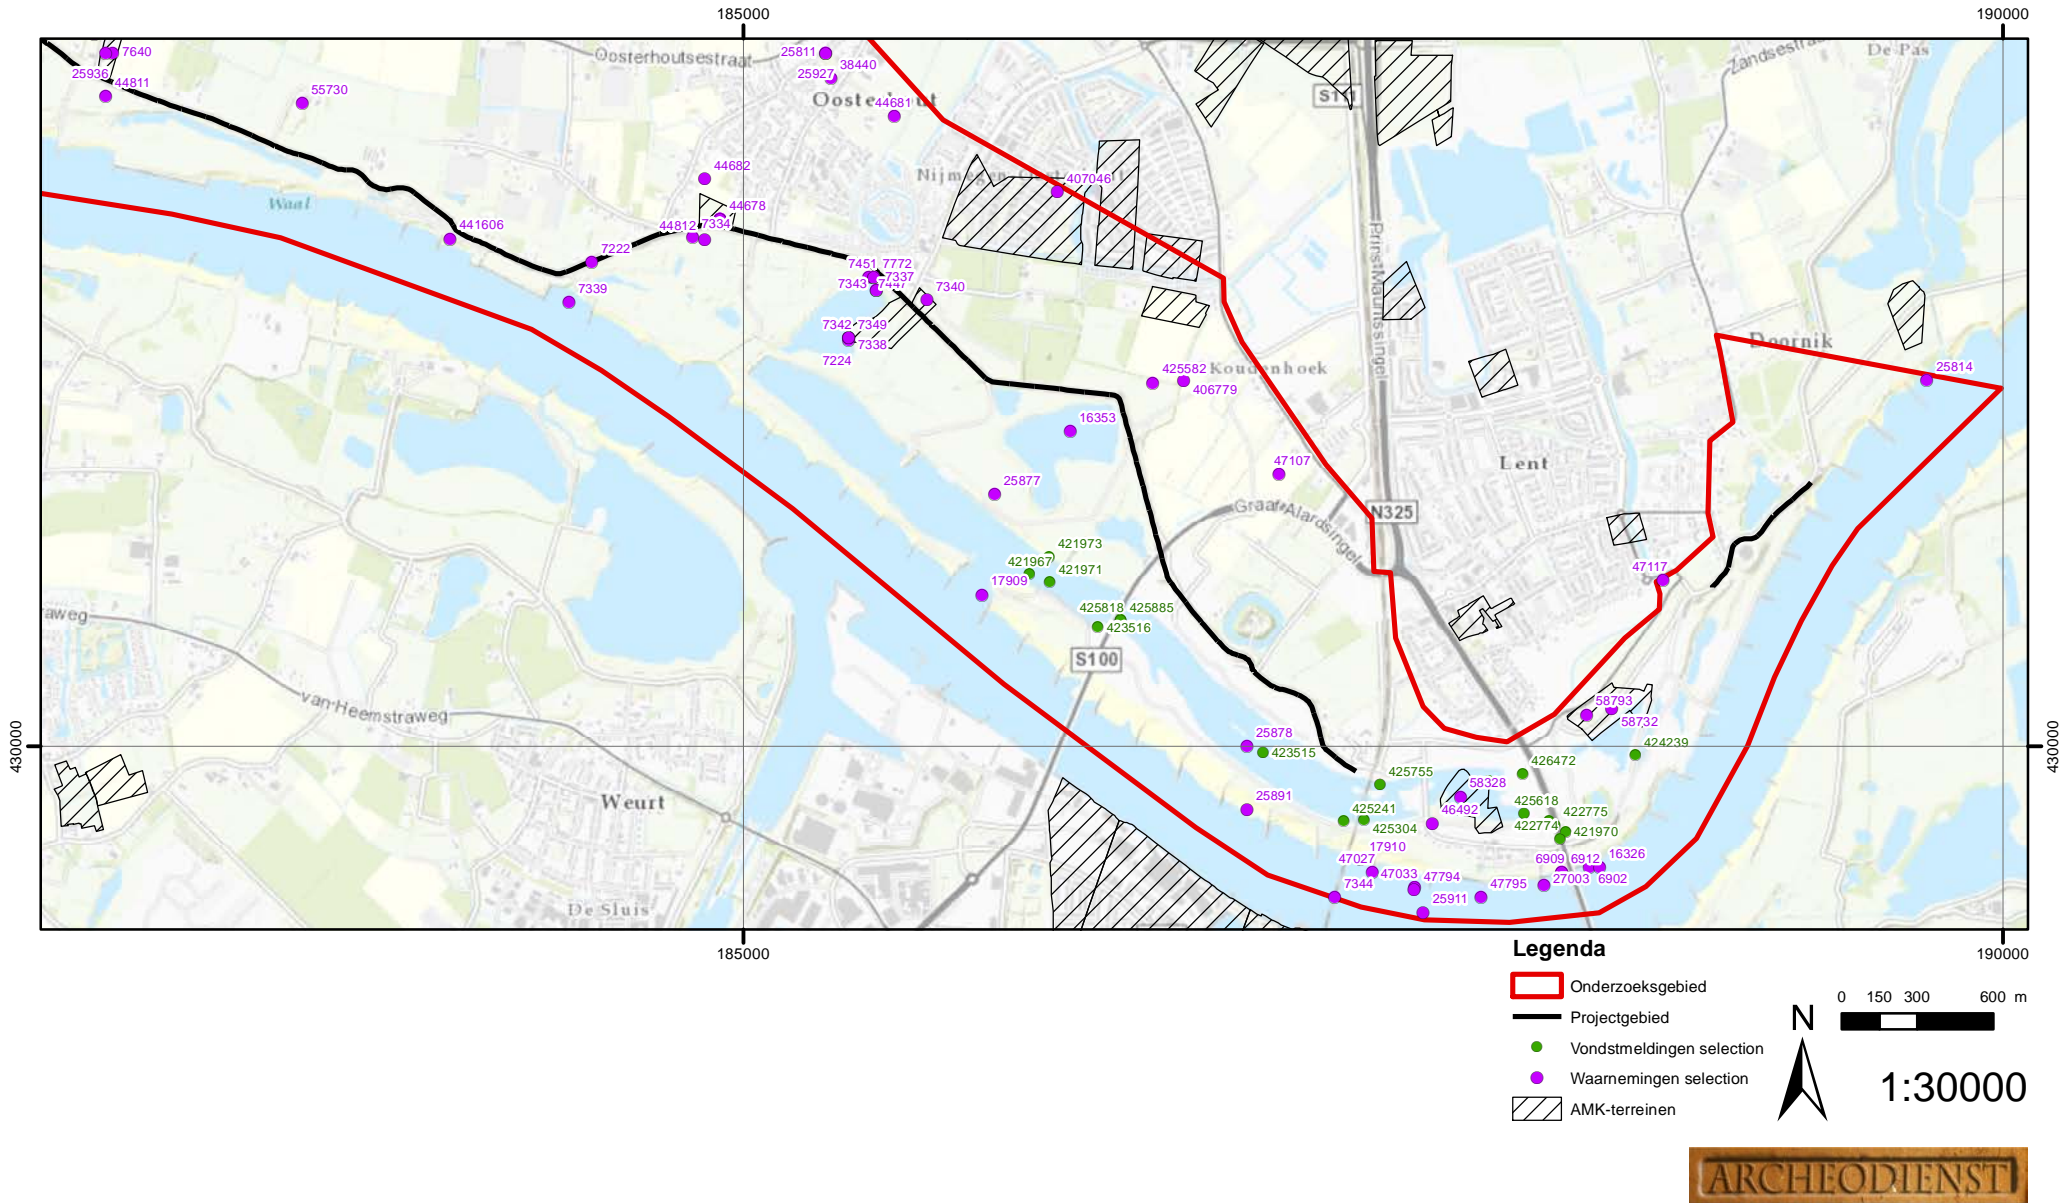 185000
190000
Oosterhoutsestraat
25811
38440
25927
Oosterhout
44681
7640
25936
44811
55730
S111
Zandsestraat
De Pas
44682
Nijmegen
407046
Waal
441606
44678
44812
7334
7222
7339
7451
7772
7337
7343
7447
7340
7342
7349
7338
7224
Prins Mauritssingel
Doornik
25814
425582
Koudenhoek
406779
16353
25877
47107
Lent
Graaf Alardsingel
N325
421973
421967
421971
17909
47117
425818
425885
423516
S100
raweg
van Heemstraweg
430000
430000
58793
58732
25878
423515
424239
426472
425755
58328
46492
25891
425241
425304
425618
422775
422774
421970
Weurt
De Sluis
17910
47027
47033
47794
7344
25911
47795
6909
6912
16326
27003
6902
185000
190000
Legenda
Onderzoeksgebied
Projectgebied
Vondstmeldingen selection
Waarnemingen selection
AMK-terreinen
0 150 300 600 m
N
1:30000
ARCHEODIENST